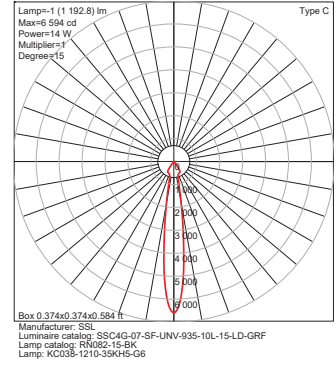 Lamp=-1 (1 192.8) lm
Type C
Max=6 594 cd
Power=14 W
Multiplier=1
Degree=15
0
1 000
2 000
3 000
4 000
5 000
6 000
Box 0.374x0.374x0.584 ft
Manufacturer: SSL
Luminaire catalog: SSC4G-07-SF-UNV-935-10L-15-LD-GRF
Lamp catalog: RN082-15-BK
Lamp: KC038-1210-35KH5-G6